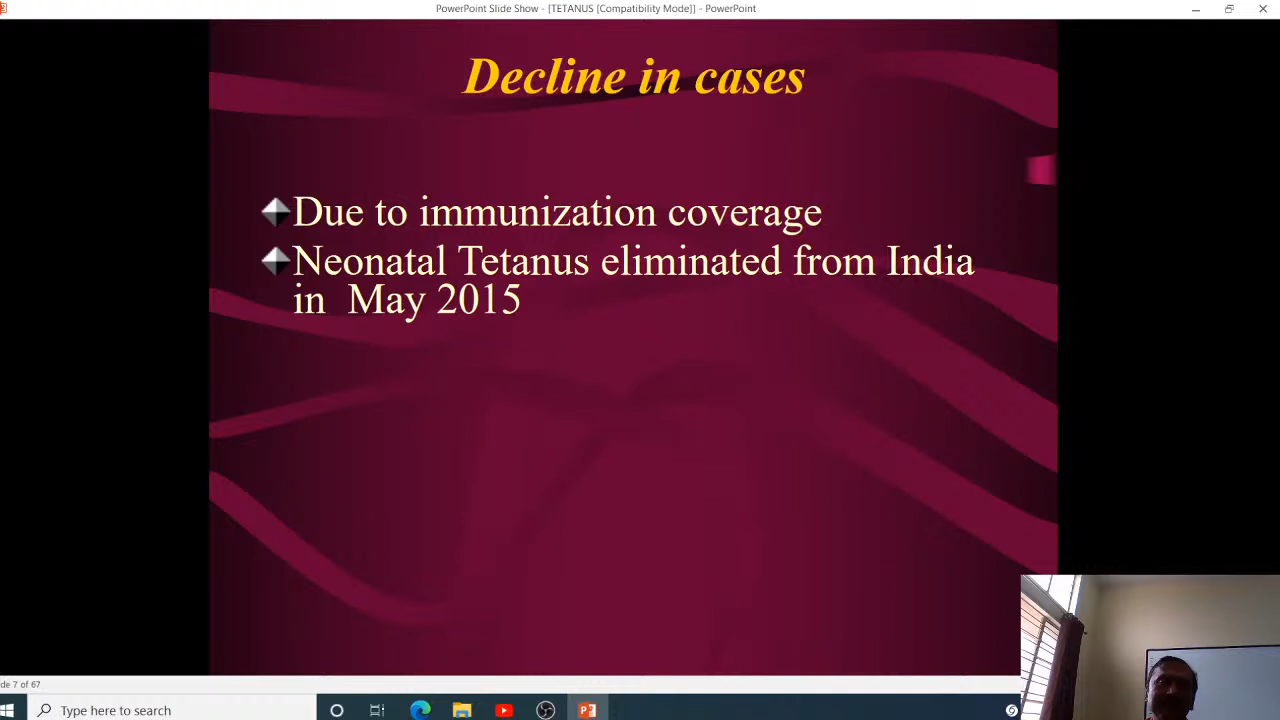 PowerPoint Slide Show - [TETANUS [Compatibility Mode]] - PowerPoint
Decline in cases
Due to immunization coverage
Neonatal Tetanus eliminated from India
in May 2015
de 7 of 67
Type here to search